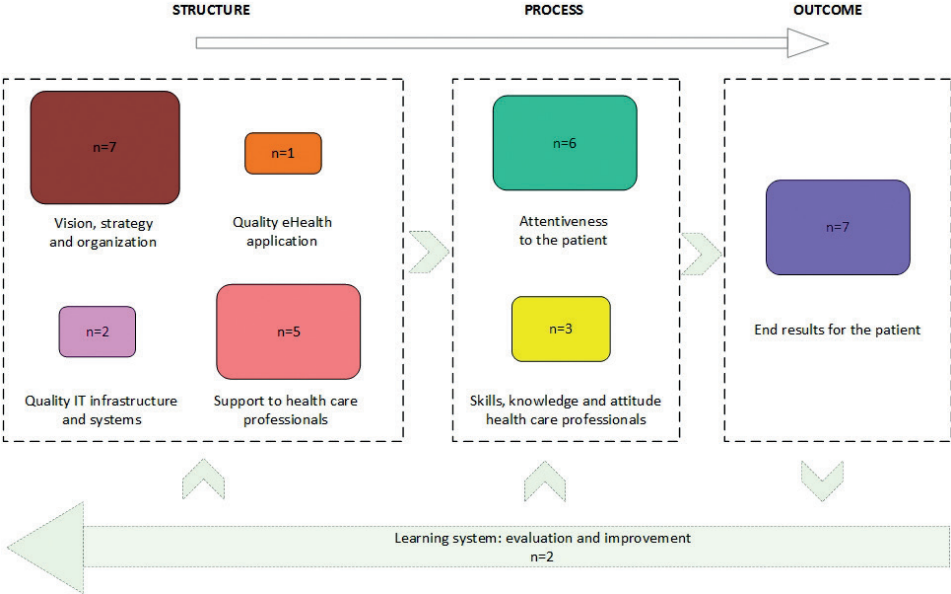 STRUCTURE
PROCESS
OUTCOME
n=7
n=1
Vision, strategy
and organization
Quality eHealth
application
n=2
n=5
Quality IT infrastructure
and systems
Support to health care
professionals
n=6
Attentiveness
to the patient
n=3
Skills, knowledge and attitude
health care professionals
n=7
End results for the patient
Learning system: evaluation and improvement
n=2